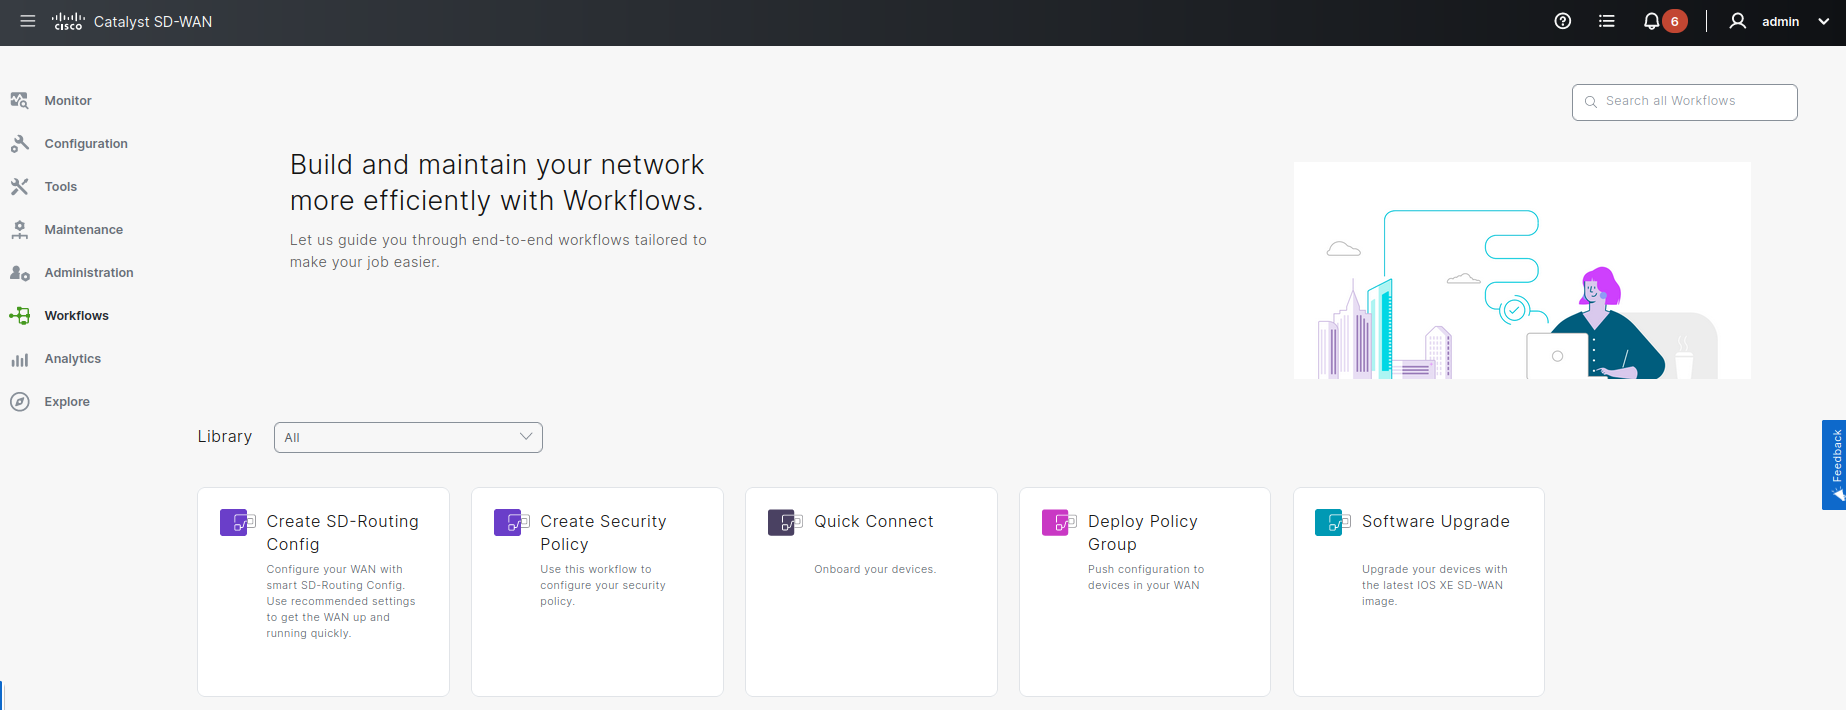 cisco Catalyst SD-WAN
6
admin
Monitor
Configuration
Tools
Maintenance
Administration
Workflows
Analytics
Explore
Search all Workflows
Build and maintain your network
more efficiently with Workflows.
Let us guide you through end-to-end workflows tailored to
make your job easier.
Library
All
Create SD-Routing
Config
Configure your WAN with
smart SD-Routing Config.
Use recommended settings
to get the WAN up and
running quickly.
Create Security
Policy
Use this workflow to
configure your security
policy.
Quick Connect
Onboard your devices.
Deploy Policy
Group
Push configuration to
devices in your WAN
Software Upgrade
Upgrade your devices with
the latest IOS XE SD-WAN
image.
Feedback